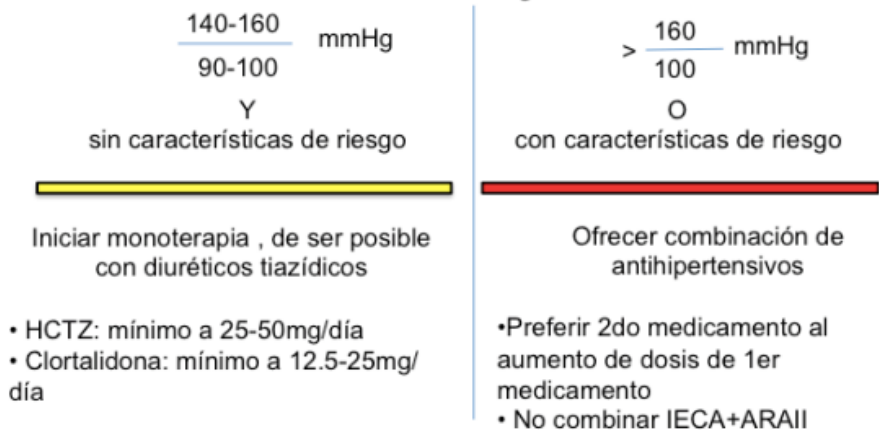 140-160
90-100
mmHg
Y
sin características de riesgo
Iniciar monoterapia , de ser posible
con diuréticos tiazídicos
• HCTZ: mínimo a 25-50mg/día
• Clortalidona: mínimo a 12.5-25mg/
día
> 160
100
mmHg
O
con características de riesgo
Ofrecer combinación de
antihipertensivos
•Preferir 2do medicamento al
aumento de dosis de 1er
medicamento
• No combinar IECA+ARAII